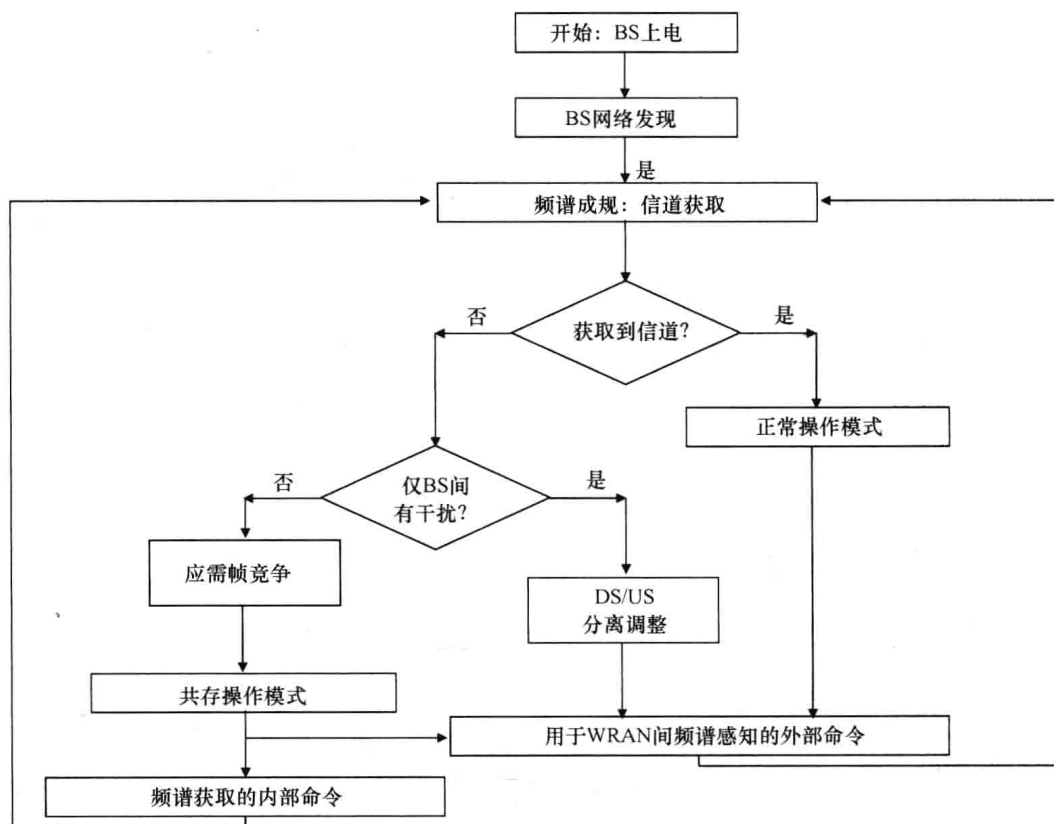 开始：BS上电
BS网络发现
是
频谱成规：信道获取
否
获取到信道？
是
正常操作模式
否
仅BS间
有干扰？
是
应需帧竞争
DS/US
分离调整
共存操作模式
用于WRAN间频谱感知的外部命令
频谱获取的内部命令